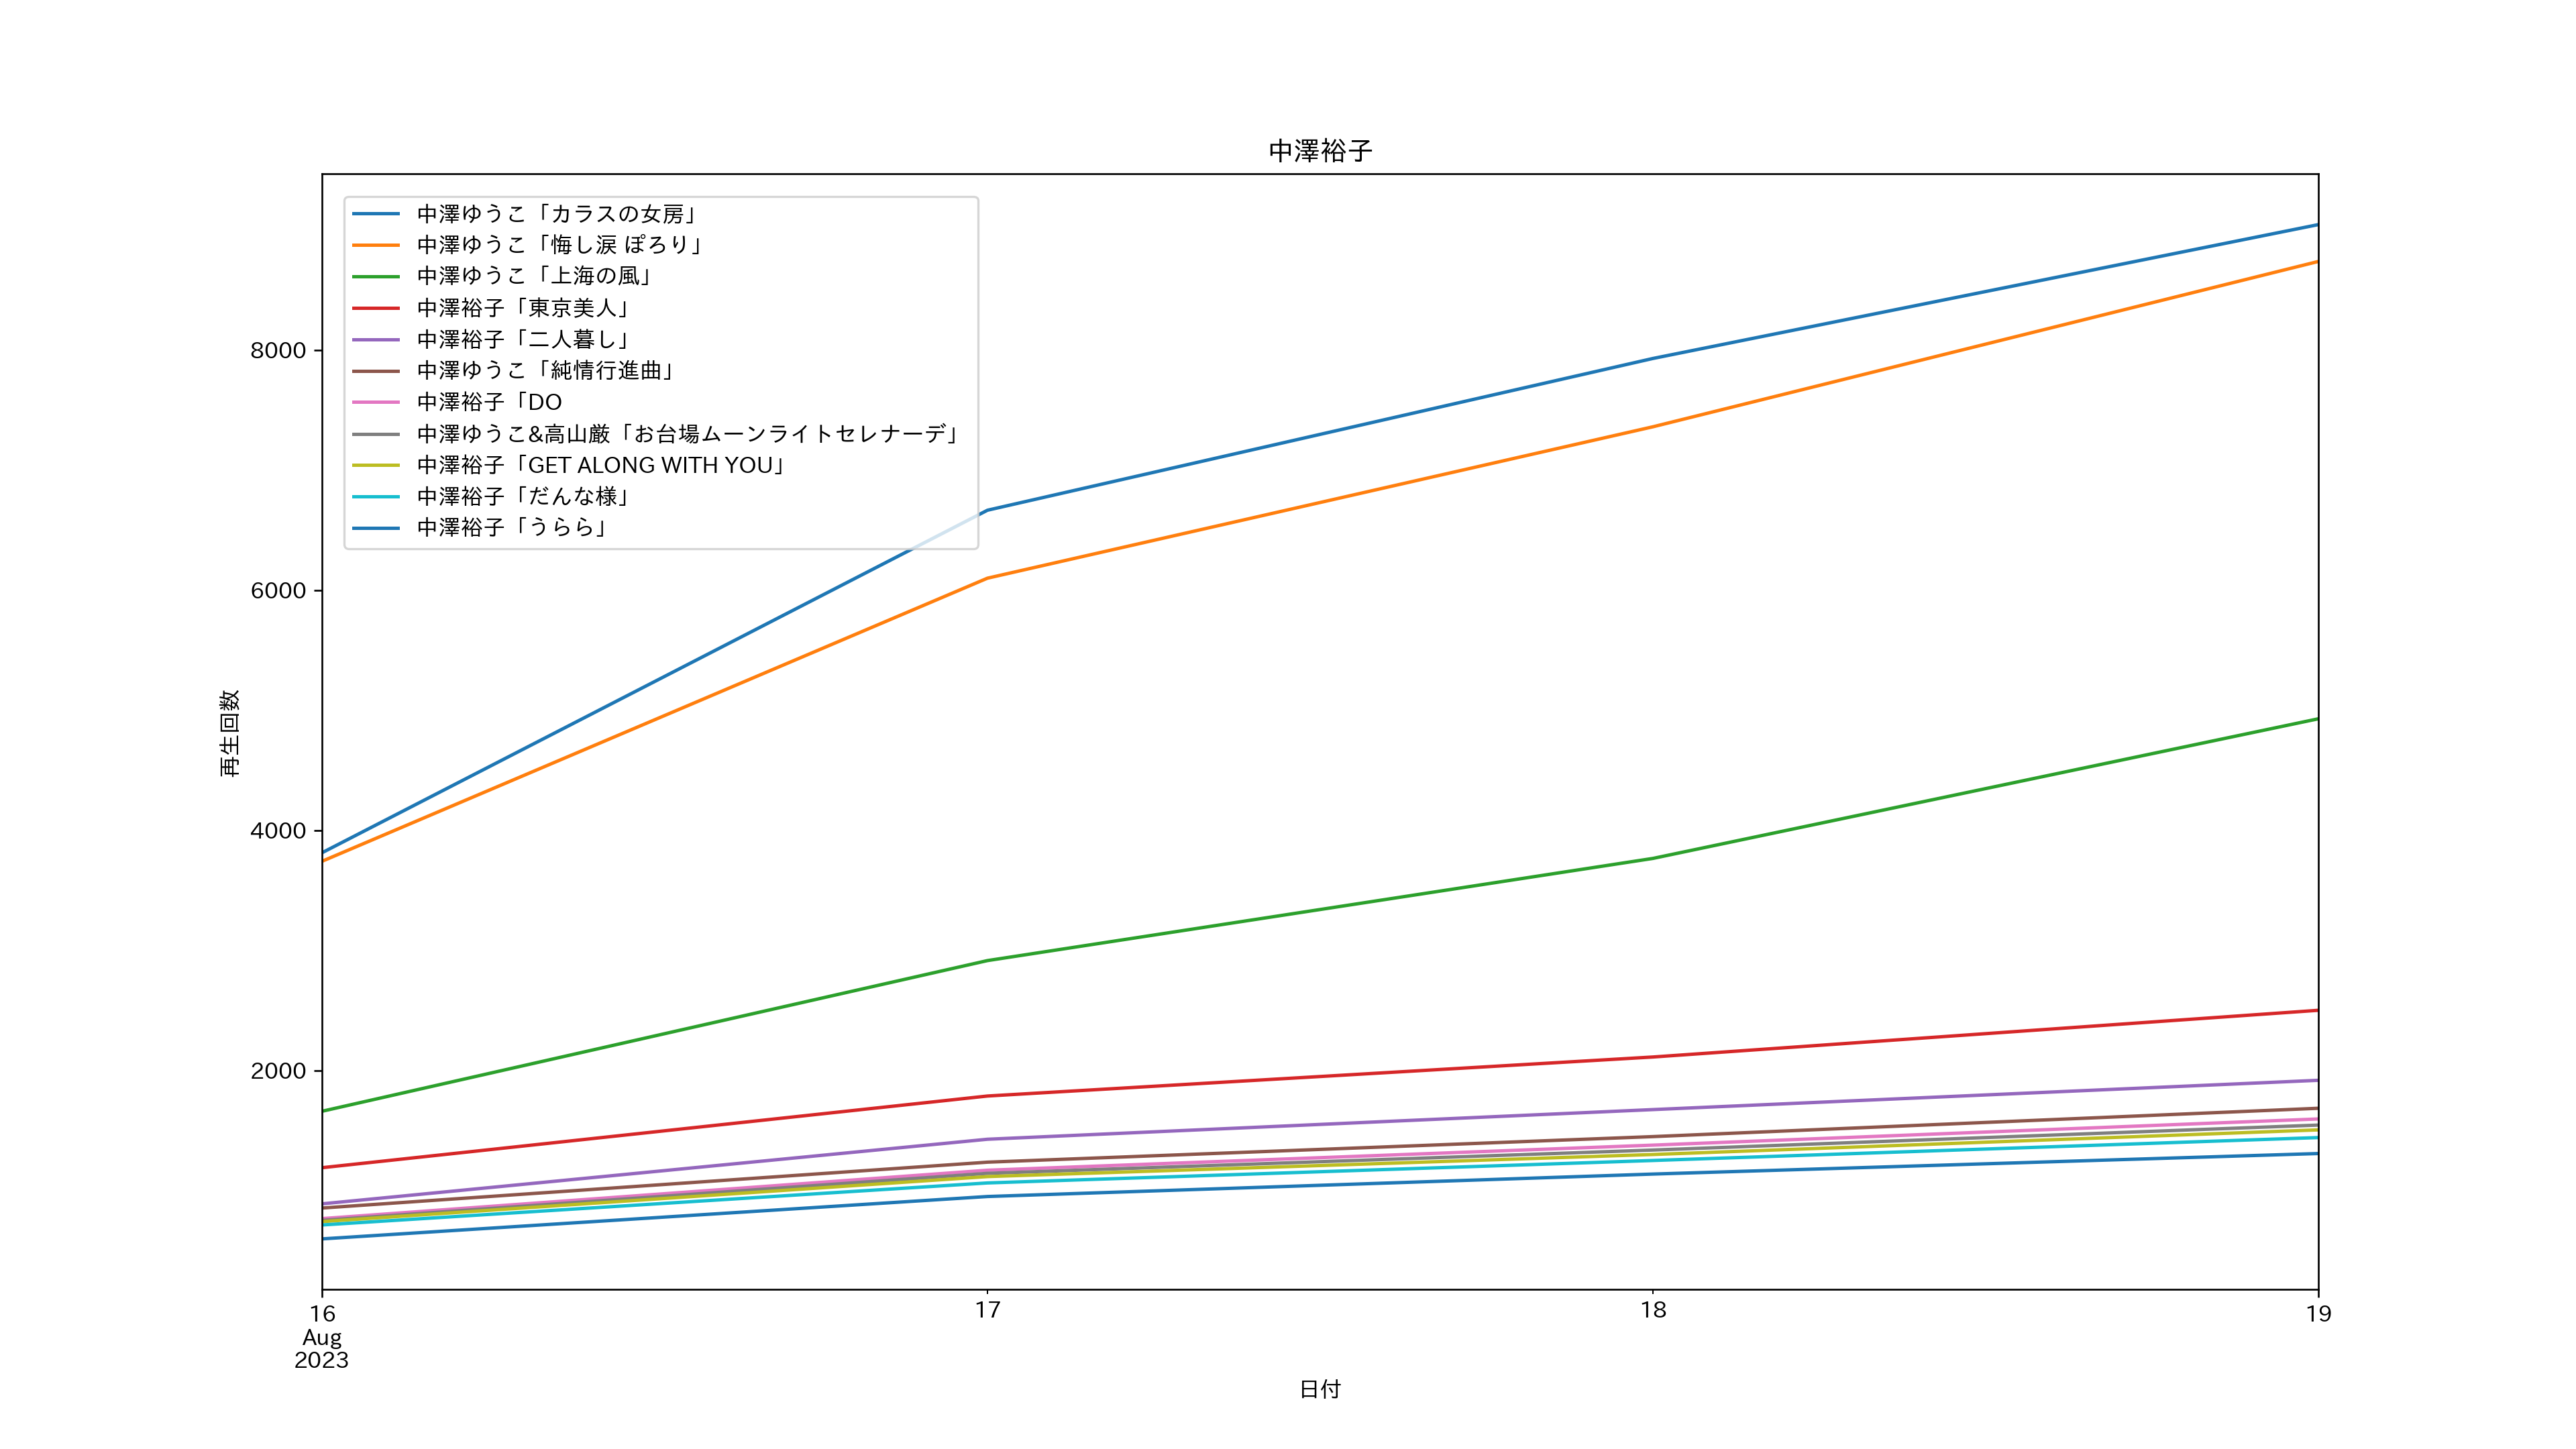 中澤裕子
中澤ゆうこ「カラスの女房」
中澤ゆうこ「悔し涙 ぽろり」
中澤ゆうこ「上海の風」
中澤裕子「東京美人」
中澤裕子「二人暮し」
中澤ゆうこ「純情行進曲」
中澤裕子「DO
中澤ゆうこ&高山厳「お台場ムーンライトセレナーデ」
中澤裕子「GET ALONG WITH YOU」
中澤裕子「だんな様」
中澤裕子「うらら」
8000
6000
4000
2000
再生回数
16
Aug
2023
17
18
19
日付